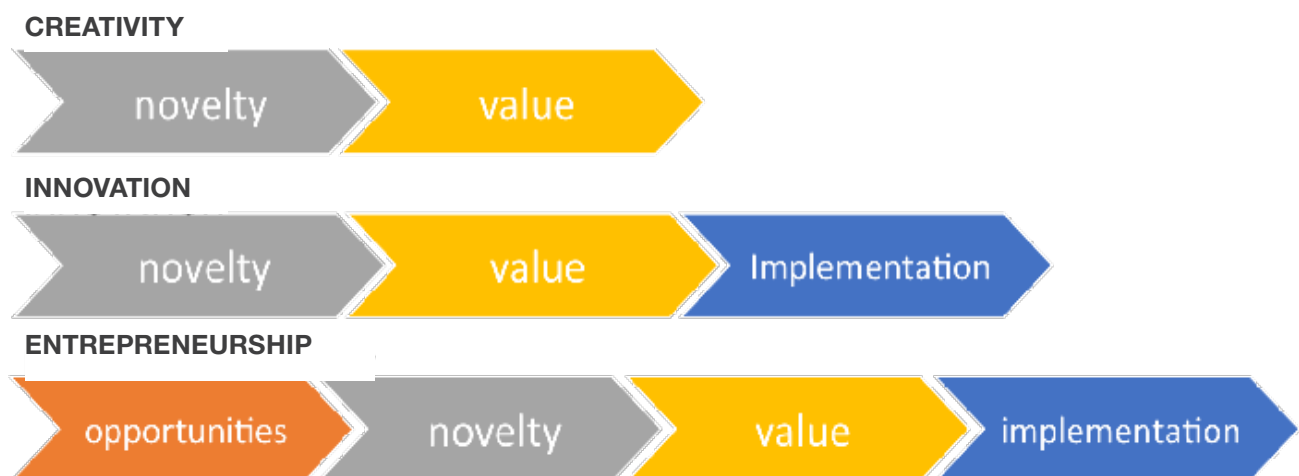 CREATIVITY
novelty value
INNOVATION
novelty value Implementation
ENTREPRENEURSHIP
opportunities novelty value implementation